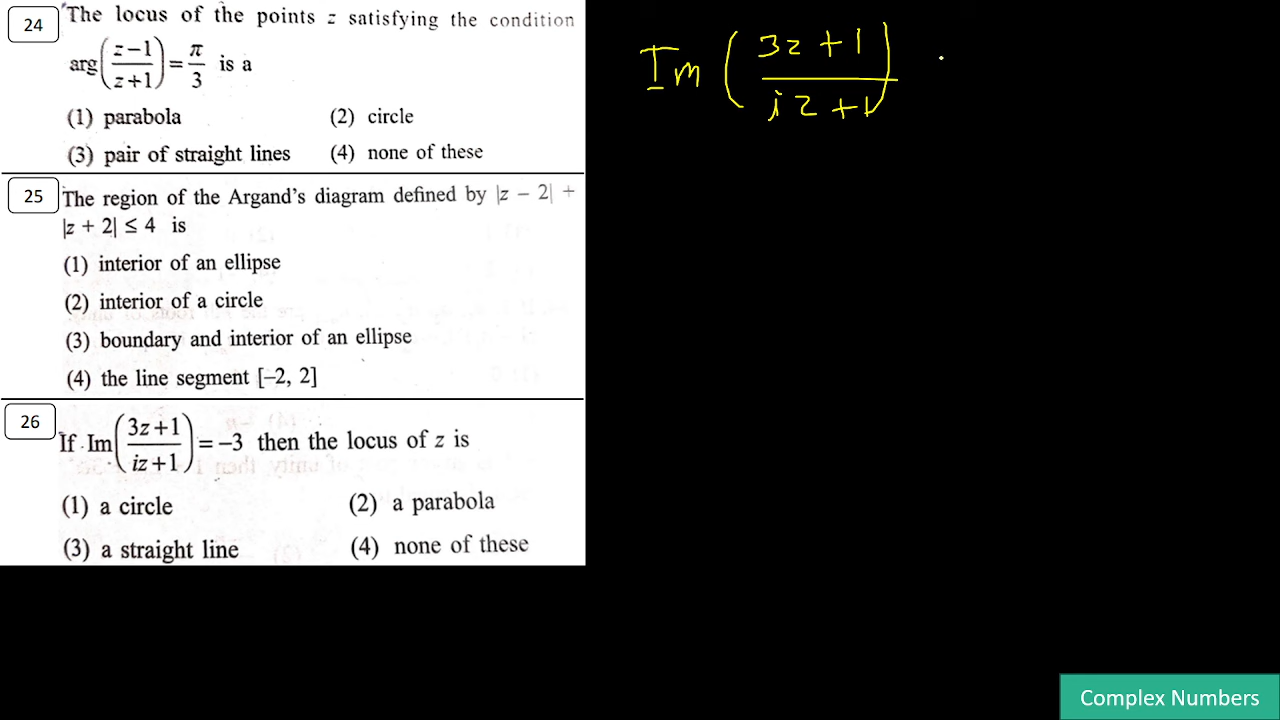 24 The locus of the points z satisfying the condition
arg((z−1)/(z+1)) = π/3 is a
(1) parabola (2) circle
(3) pair of straight lines (4) none of these
25 The region of the Argand's diagram defined by |z − 2| +
|z + 2| ≤ 4 is
(1) interior of an ellipse
(2) interior of a circle
(3) boundary and interior of an ellipse
(4) the line segment [–2, 2]
26 If Im((3z+1)/(iz+1)) = −3 then the locus of z is
(1) a circle (2) a parabola
(3) a straight line (4) none of these
Im((3z+1)/(iz+1))
Complex Numbers